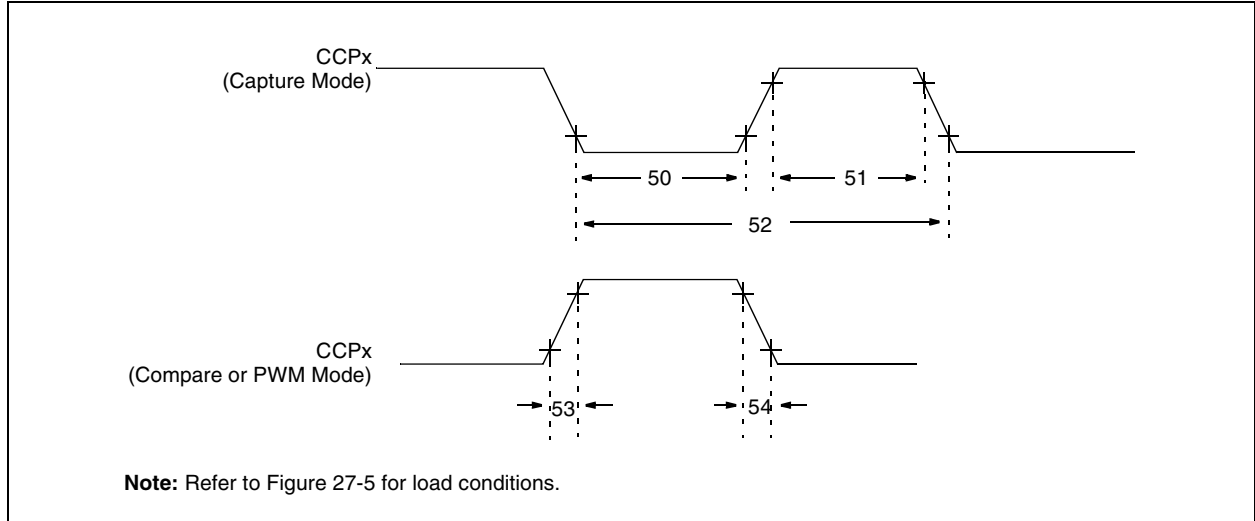 CCPx
(Capture Mode)
50
51
52
CCPx
(Compare or PWM Mode)
53
54
Note: Refer to Figure 27-5 for load conditions.